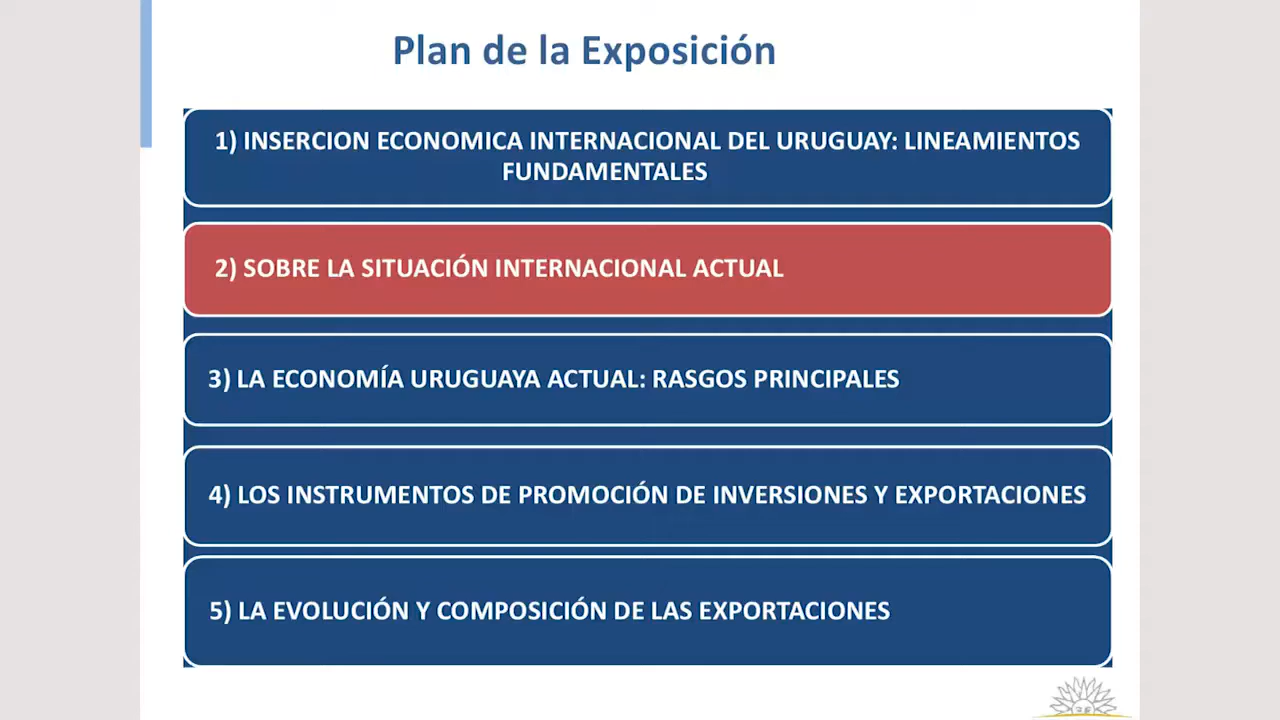 Plan de la Exposición
1) INSERCION ECONOMICA INTERNACIONAL DEL URUGUAY: LINEAMIENTOS
FUNDAMENTALES
2) SOBRE LA SITUACIÓN INTERNACIONAL ACTUAL
3) LA ECONOMÍA URUGUAYA ACTUAL: RASGOS PRINCIPALES
4) LOS INSTRUMENTOS DE PROMOCIÓN DE INVERSIONES Y EXPORTACIONES
5) LA EVOLUCIÓN Y COMPOSICIÓN DE LAS EXPORTACIONES